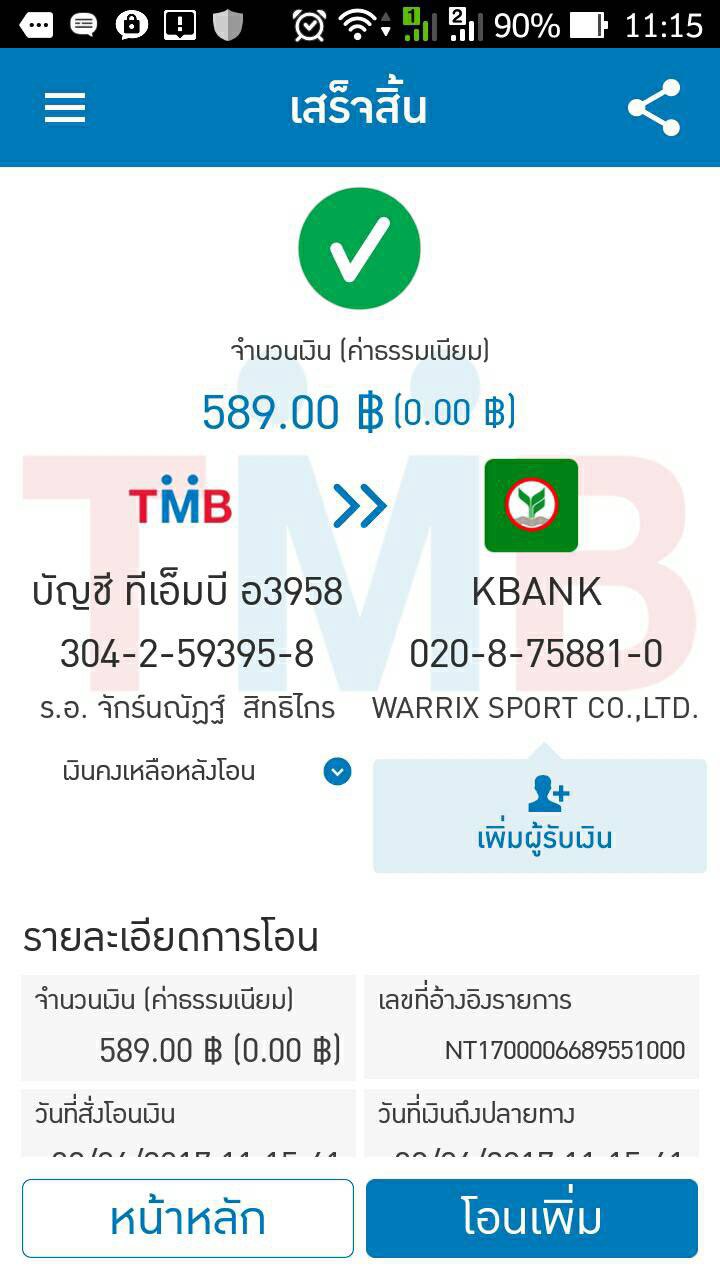 90% 11:15
เสร็จสิ้น
จำนวนเงิน (ค่าธรรมเนียม)
589.00 ฿ (0.00 ฿)
TMB
TMB
บัญชี ทีเอ็มบี อ3958
KBANK
304-2-59395-8
020-8-75881-0
ร.อ. จักร์นณัฏฐ์ สิทธิไกร
WARRIX SPORT CO.,LTD.
เงินคงเหลือหลังโอน
เพิ่มผู้รับเงิน
รายละเอียดการโอน
จำนวนเงิน (ค่าธรรมเนียม)
589.00 ฿ (0.00 ฿)
เลขที่อ้างอิงรายการ
NT1700006689551000
วันที่สั่งโอนเงิน
วันที่เงินถึงปลายทาง
หน้าหลัก
โอนเพิ่ม